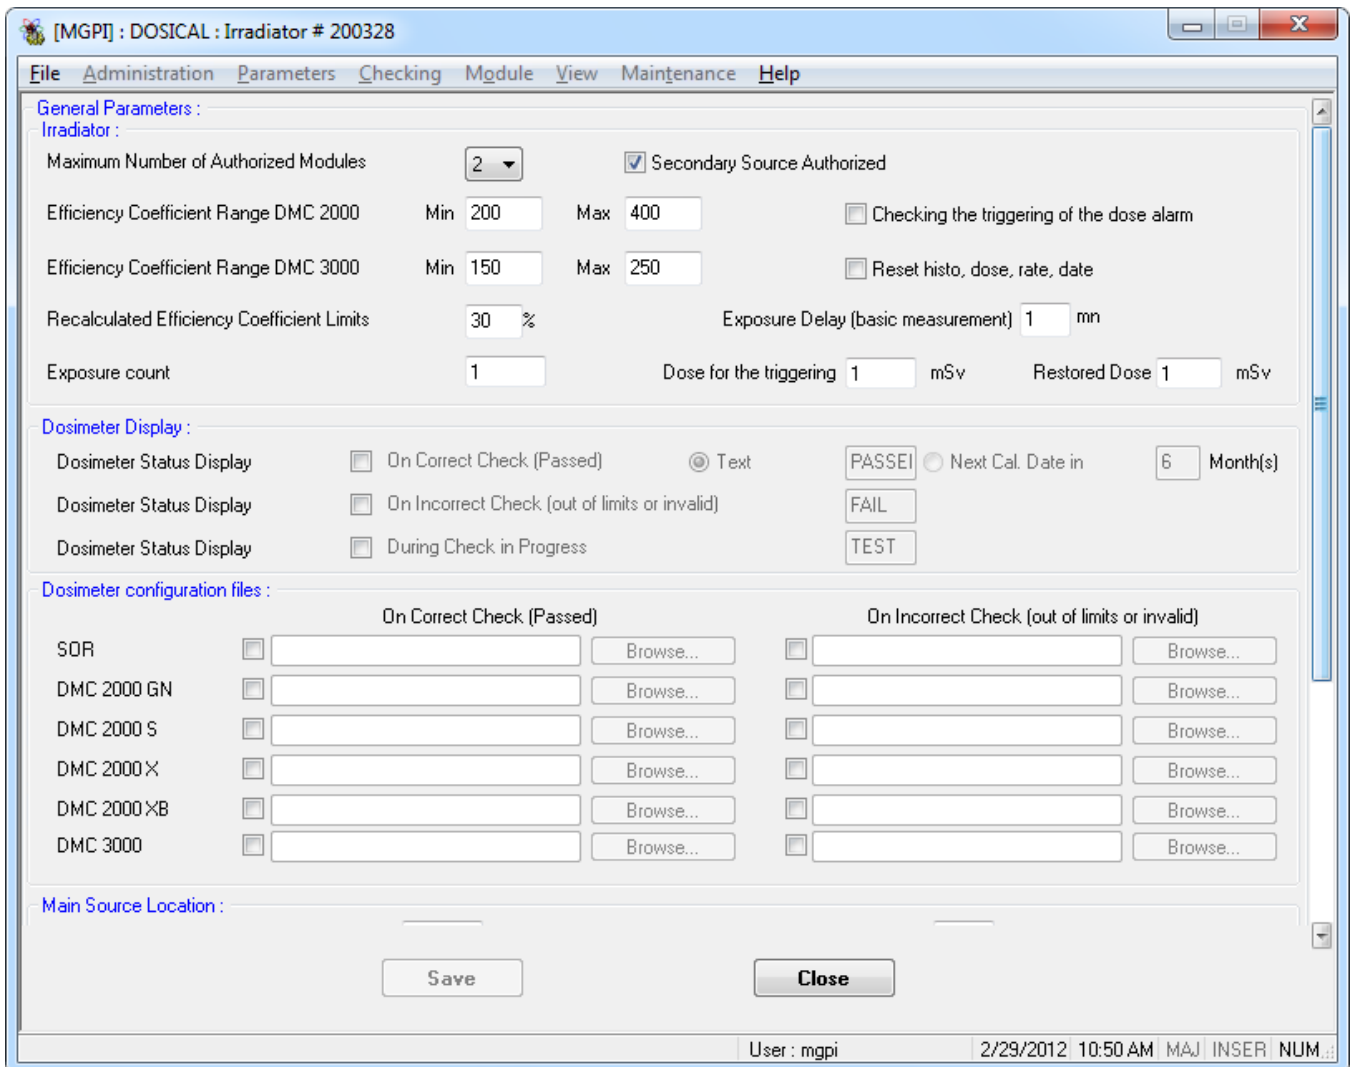 [MGPI] : DOSICAL : Irradiator # 200328
File Administration Parameters Checking Module View Maintenance Help
General Parameters :
Irradiator :
Maximum Number of Authorized Modules 2 Secondary Source Authorized
Efficiency Coefficient Range DMC 2000 Min 200 Max 400 Checking the triggering of the dose alarm
Efficiency Coefficient Range DMC 3000 Min 150 Max 250 Reset histo, dose, rate, date
Recalculated Efficiency Coefficient Limits 30 % Exposure Delay (basic measurement) 1 mn
Exposure count 1 Dose for the triggering 1 mSv Restored Dose 1 mSv
Dosimeter Display :
Dosimeter Status Display On Correct Check (Passed) Text PASSE Next Cal. Date in 6 Month(s)
Dosimeter Status Display On Incorrect Check (out of limits or invalid) FAIL
Dosimeter Status Display During Check in Progress TEST
Dosimeter configuration files :
On Correct Check (Passed) On Incorrect Check (out of limits or invalid)
SOR Browse... Browse...
DMC 2000 GN Browse... Browse...
DMC 2000 S Browse... Browse...
DMC 2000 X Browse... Browse...
DMC 2000 XB Browse... Browse...
DMC 3000 Browse... Browse...
Main Source Location :
Save Close
User : mgpi 2/29/2012 10:50 AM MAJ INSER NUM